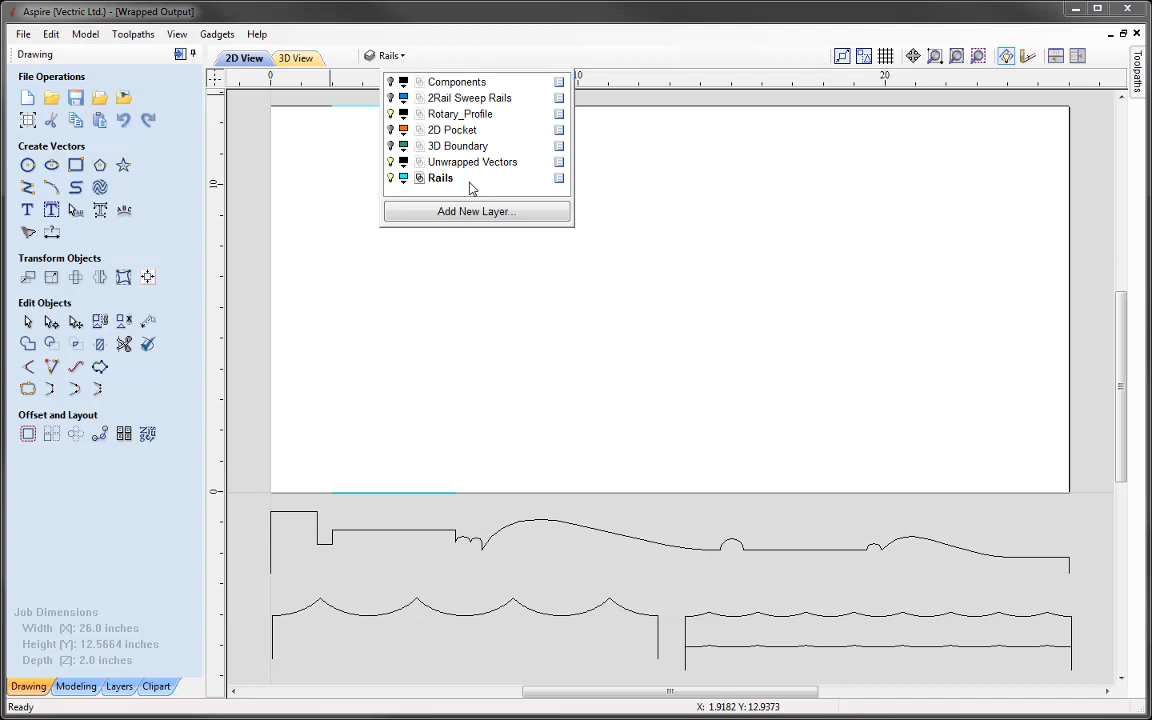 Aspire {Vectric Ltd.} - [Wrapped Output]
File Edit Model Toolpaths View Gadgets Help
Drawing
2D View 3D View Rails
Toolpaths
File Operations
0 10 20
Components
2Rail Sweep Rails
Rotary_Profile
2D Pocket
3D Boundary
Unwrapped Vectors
Rails
Add New Layer...
Create Vectors
10
Transform Objects
Edit Objects
Offset and Layout
0
Job Dimensions
Width (X): 26.0 inches
Height (Y): 12.5664 inches
Depth (Z): 2.0 inches
Drawing Modeling Layers Clipart
Ready X: 1.9182 Y: 12.9373